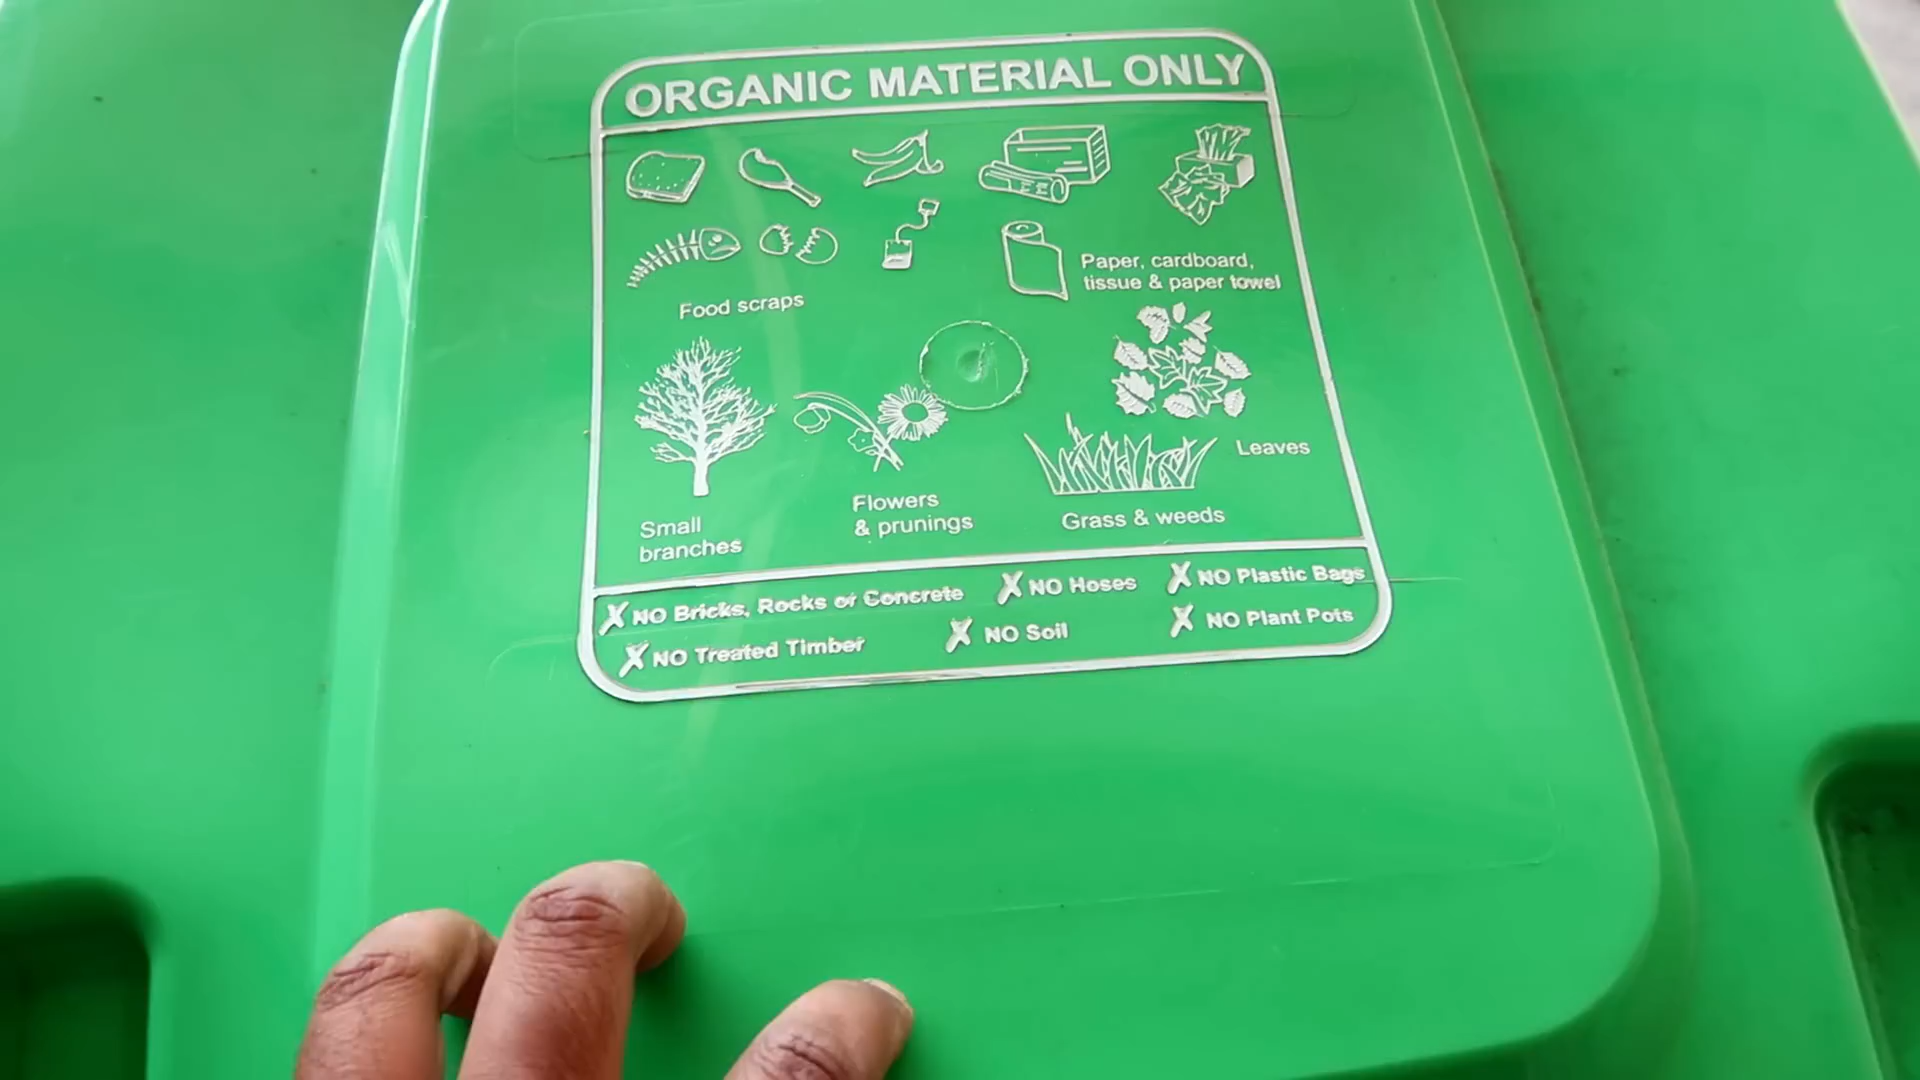 ORGANIC MATERIAL ONLY
Food scraps
Paper, cardboard,
tissue & paper towel
Small
branches
Flowers
& prunings
Grass & weeds
Leaves
X NO Bricks, Rocks or Concrete
X NO Hoses
X NO Plastic Bags
X NO Treated Timber
X NO Soil
X NO Plant Pots